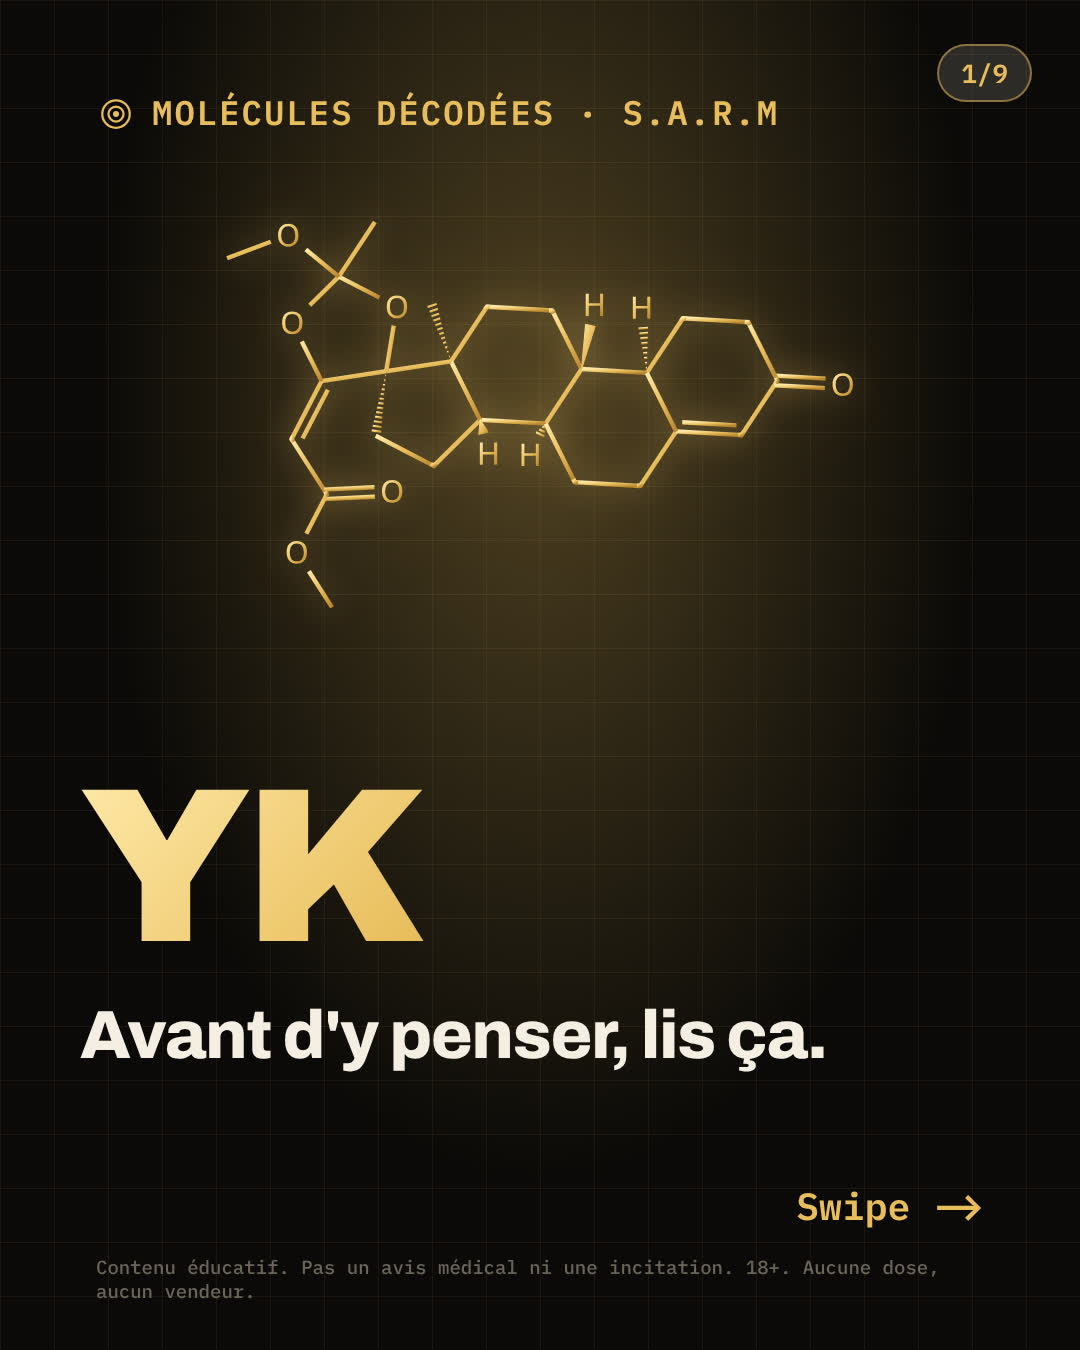 1/9
MOLÉCULES DÉCODÉES · S.A.R.M
O
O
O
H H
O
H H
O
O
YK
Avant d'y penser, lis ça.
Swipe →
Contenu éducatif. Pas un avis médical ni une incitation. 18+. Aucune dose,
aucun vendeur.